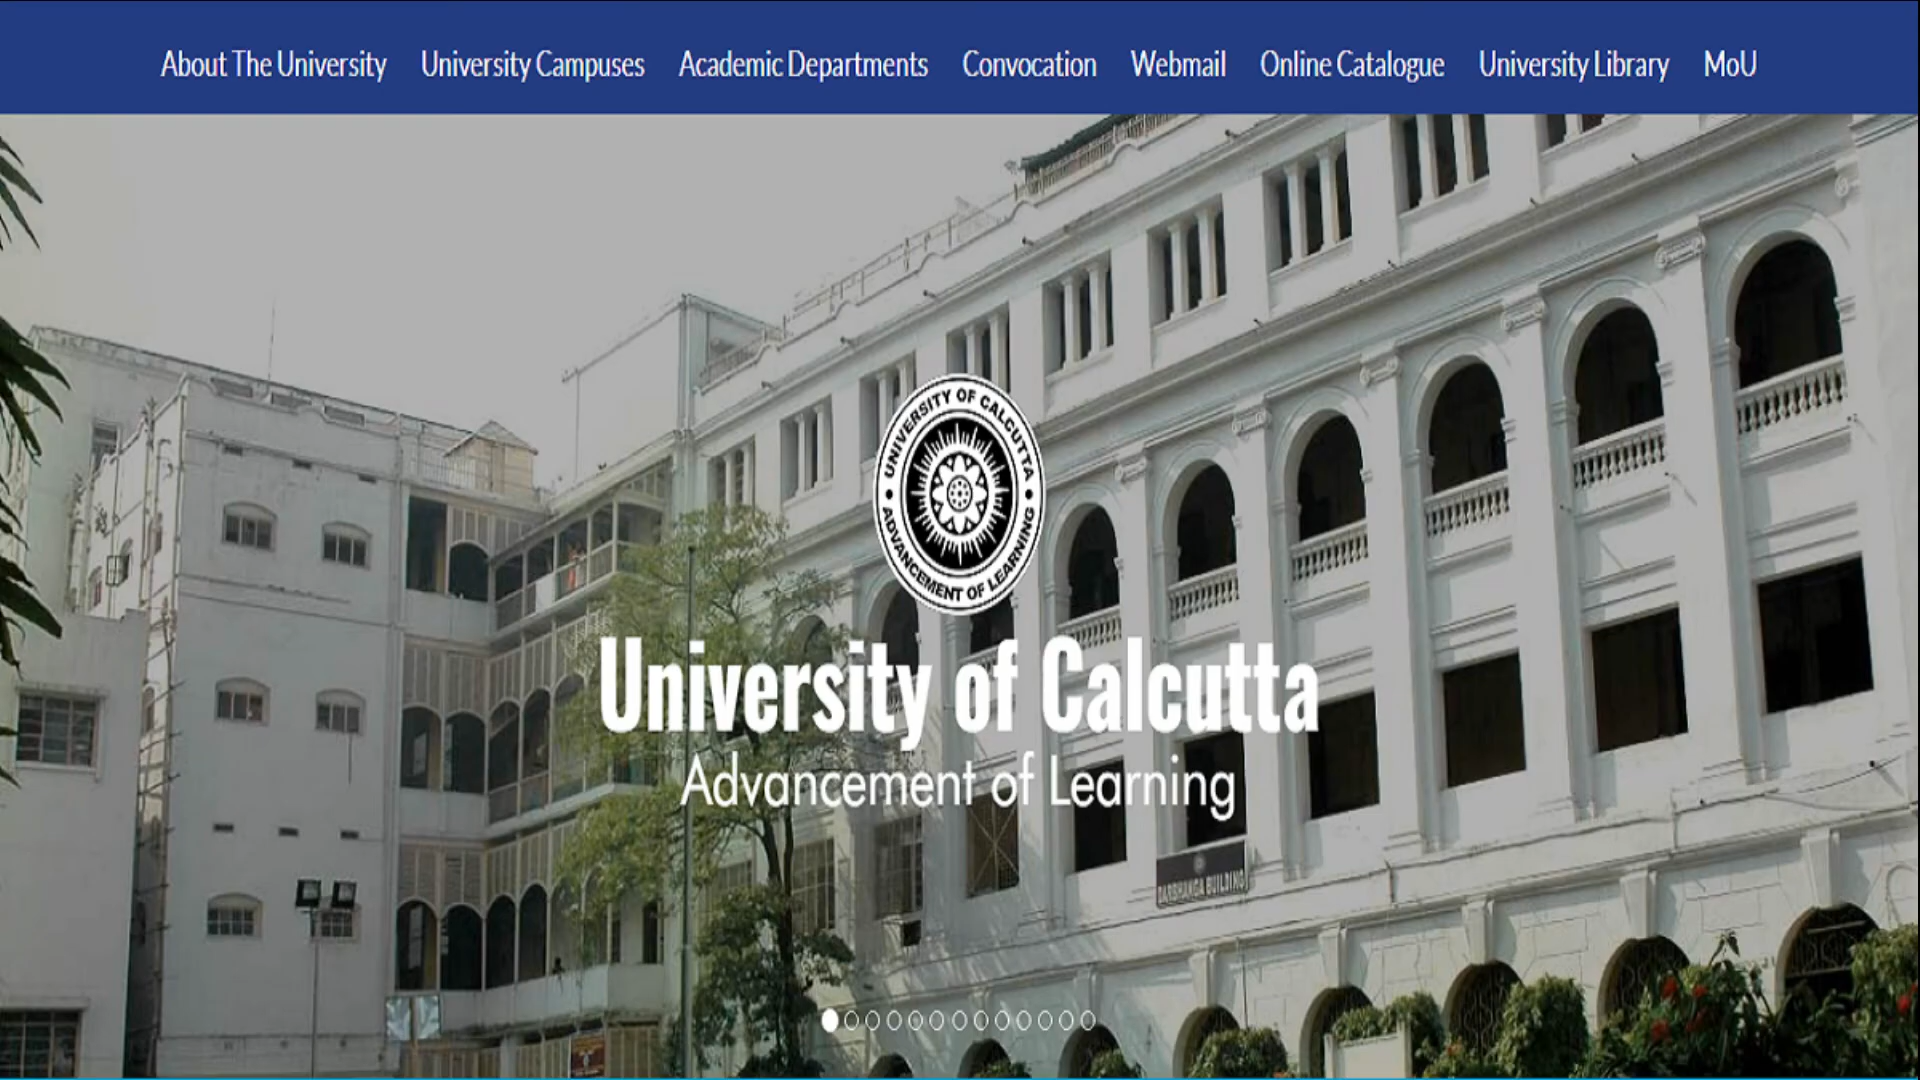 About The University University Campuses Academic Departments Convocation Webmail Online Catalogue University Library MoU
UNIVERSITY OF CALCUTTA
ADVANCEMENT OF LEARNING
University of Calcutta
Advancement of Learning
DARBHANGA BUILDING